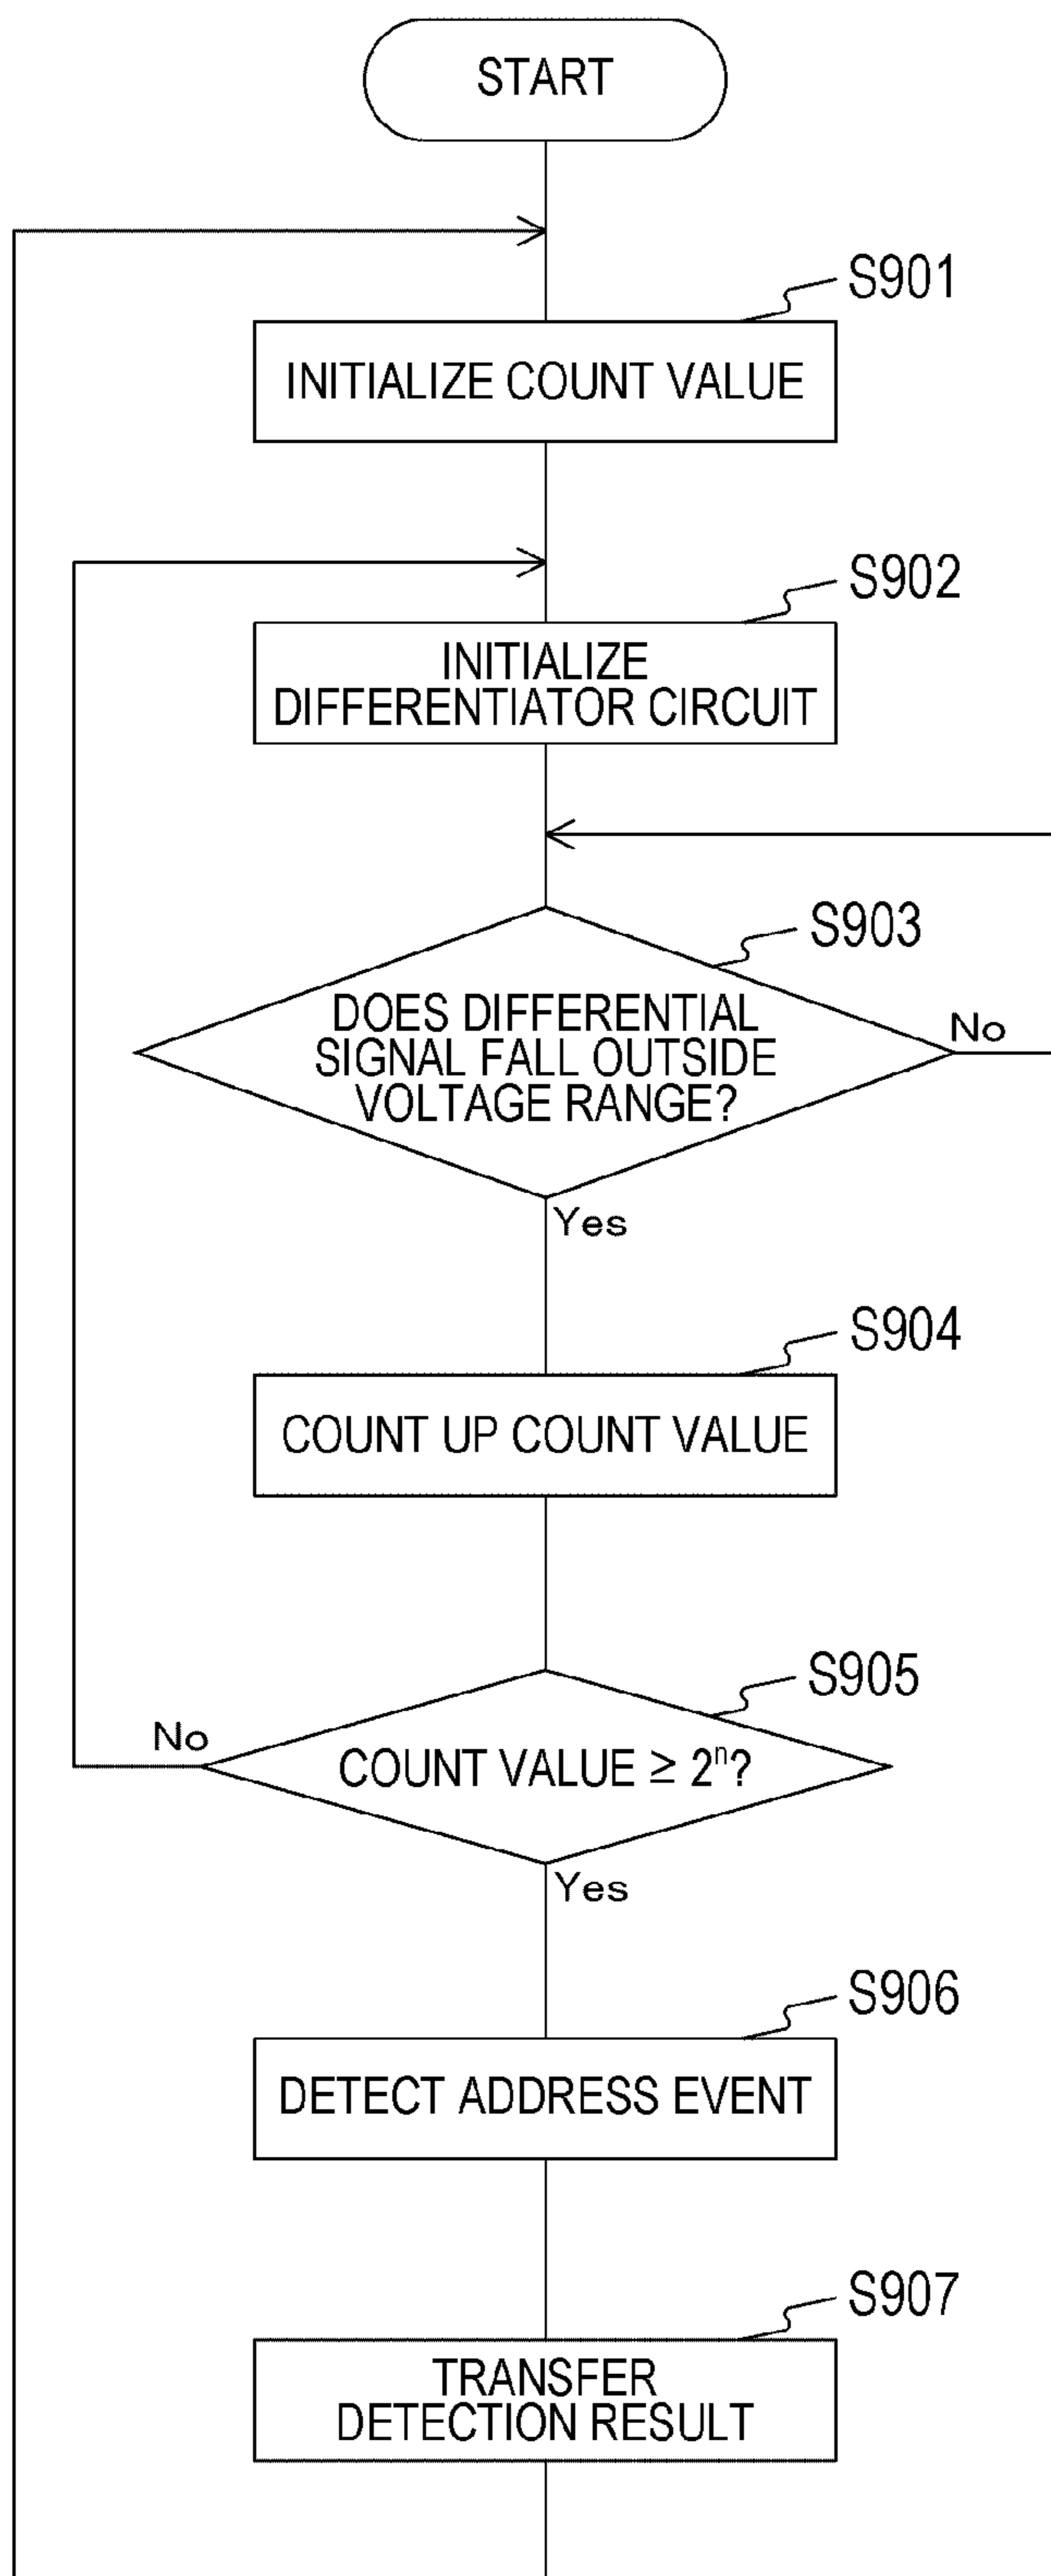 START
S901
INITIALIZE COUNT VALUE
S902
INITIALIZE
DIFFERENTIATOR CIRCUIT
S903
DOES DIFFERENTIAL
SIGNAL FALL OUTSIDE
VOLTAGE RANGE?
No
Yes
S904
COUNT UP COUNT VALUE
S905
No
COUNT VALUE ≥ 2ⁿ?
Yes
S906
DETECT ADDRESS EVENT
S907
TRANSFER
DETECTION RESULT